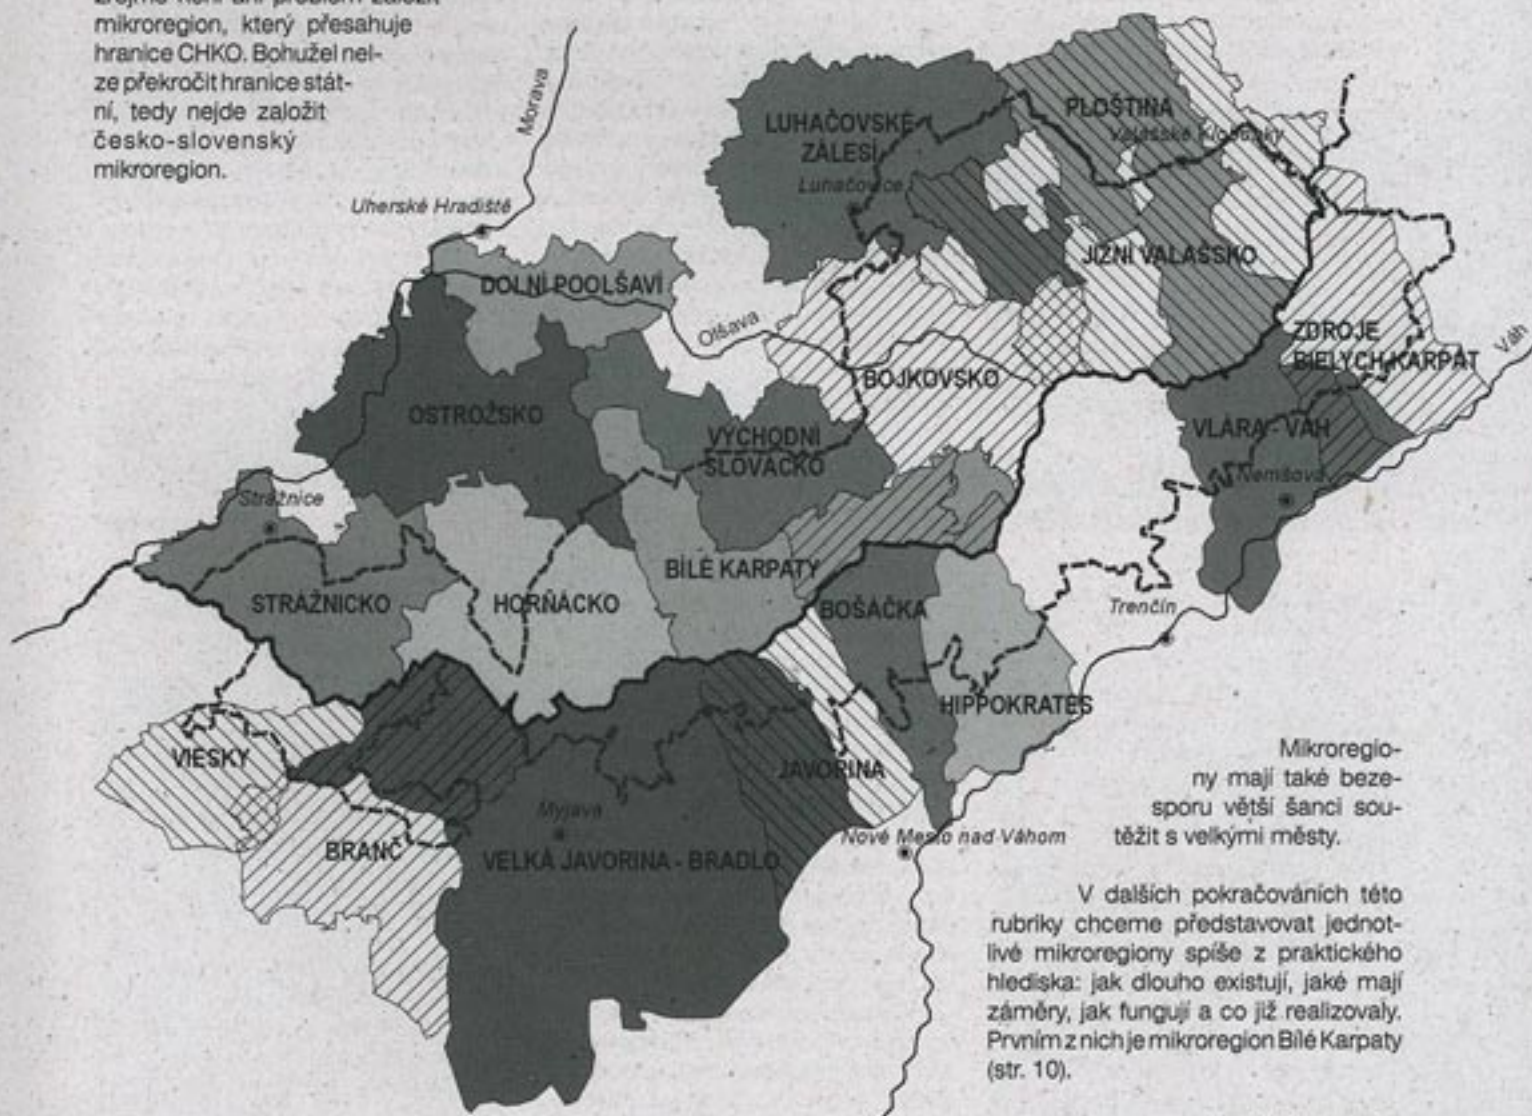 mikroregion, který přesahuje
hranice CHKO. Bohužel nel-
ze překročit hranice stát-
ní, tedy nejde založit
česko-slovenský
mikroregion.
Morava
LUHAČOVSKÉ
ZÁLESÍ
Luhačovice
PLOŠTINA
Valašské Klobouky
Uherské Hradiště
DOLNÍ POOLŠAVÍ
JIŽNÍ VALAŠSKO
Olšava
ZDROJE
BIELYCH KARPÁT
Váh
BOJKOVSKO
OSTROŽSKO
VÝCHODNÍ
SLOVÁCKO
VLÁRA - VÁH
Nemšová
Strážnice
BÍLÉ KARPATY
STRÁŽNICKO
HORŇÁCKO
BOŠÁČKA
Trenčín
HIPPOKRATES
VIESKY
JAVORINA
Myjava
Nové Mesto nad Váhom
BRANČ
VELKÁ JAVORINA - BRADLO
Mikroregio-
ny mají také beze-
sporu větší šanci sou-
těžit s velkými městy.
V dalších pokračováních této
rubriky chceme představovat jednot-
livé mikroregiony spíše z praktického
hlediska: jak dlouho existují, jaké mají
záměry, jak fungují a co již realizovaly.
Prvním z nich je mikroregion Bílé Karpaty
(str. 10).